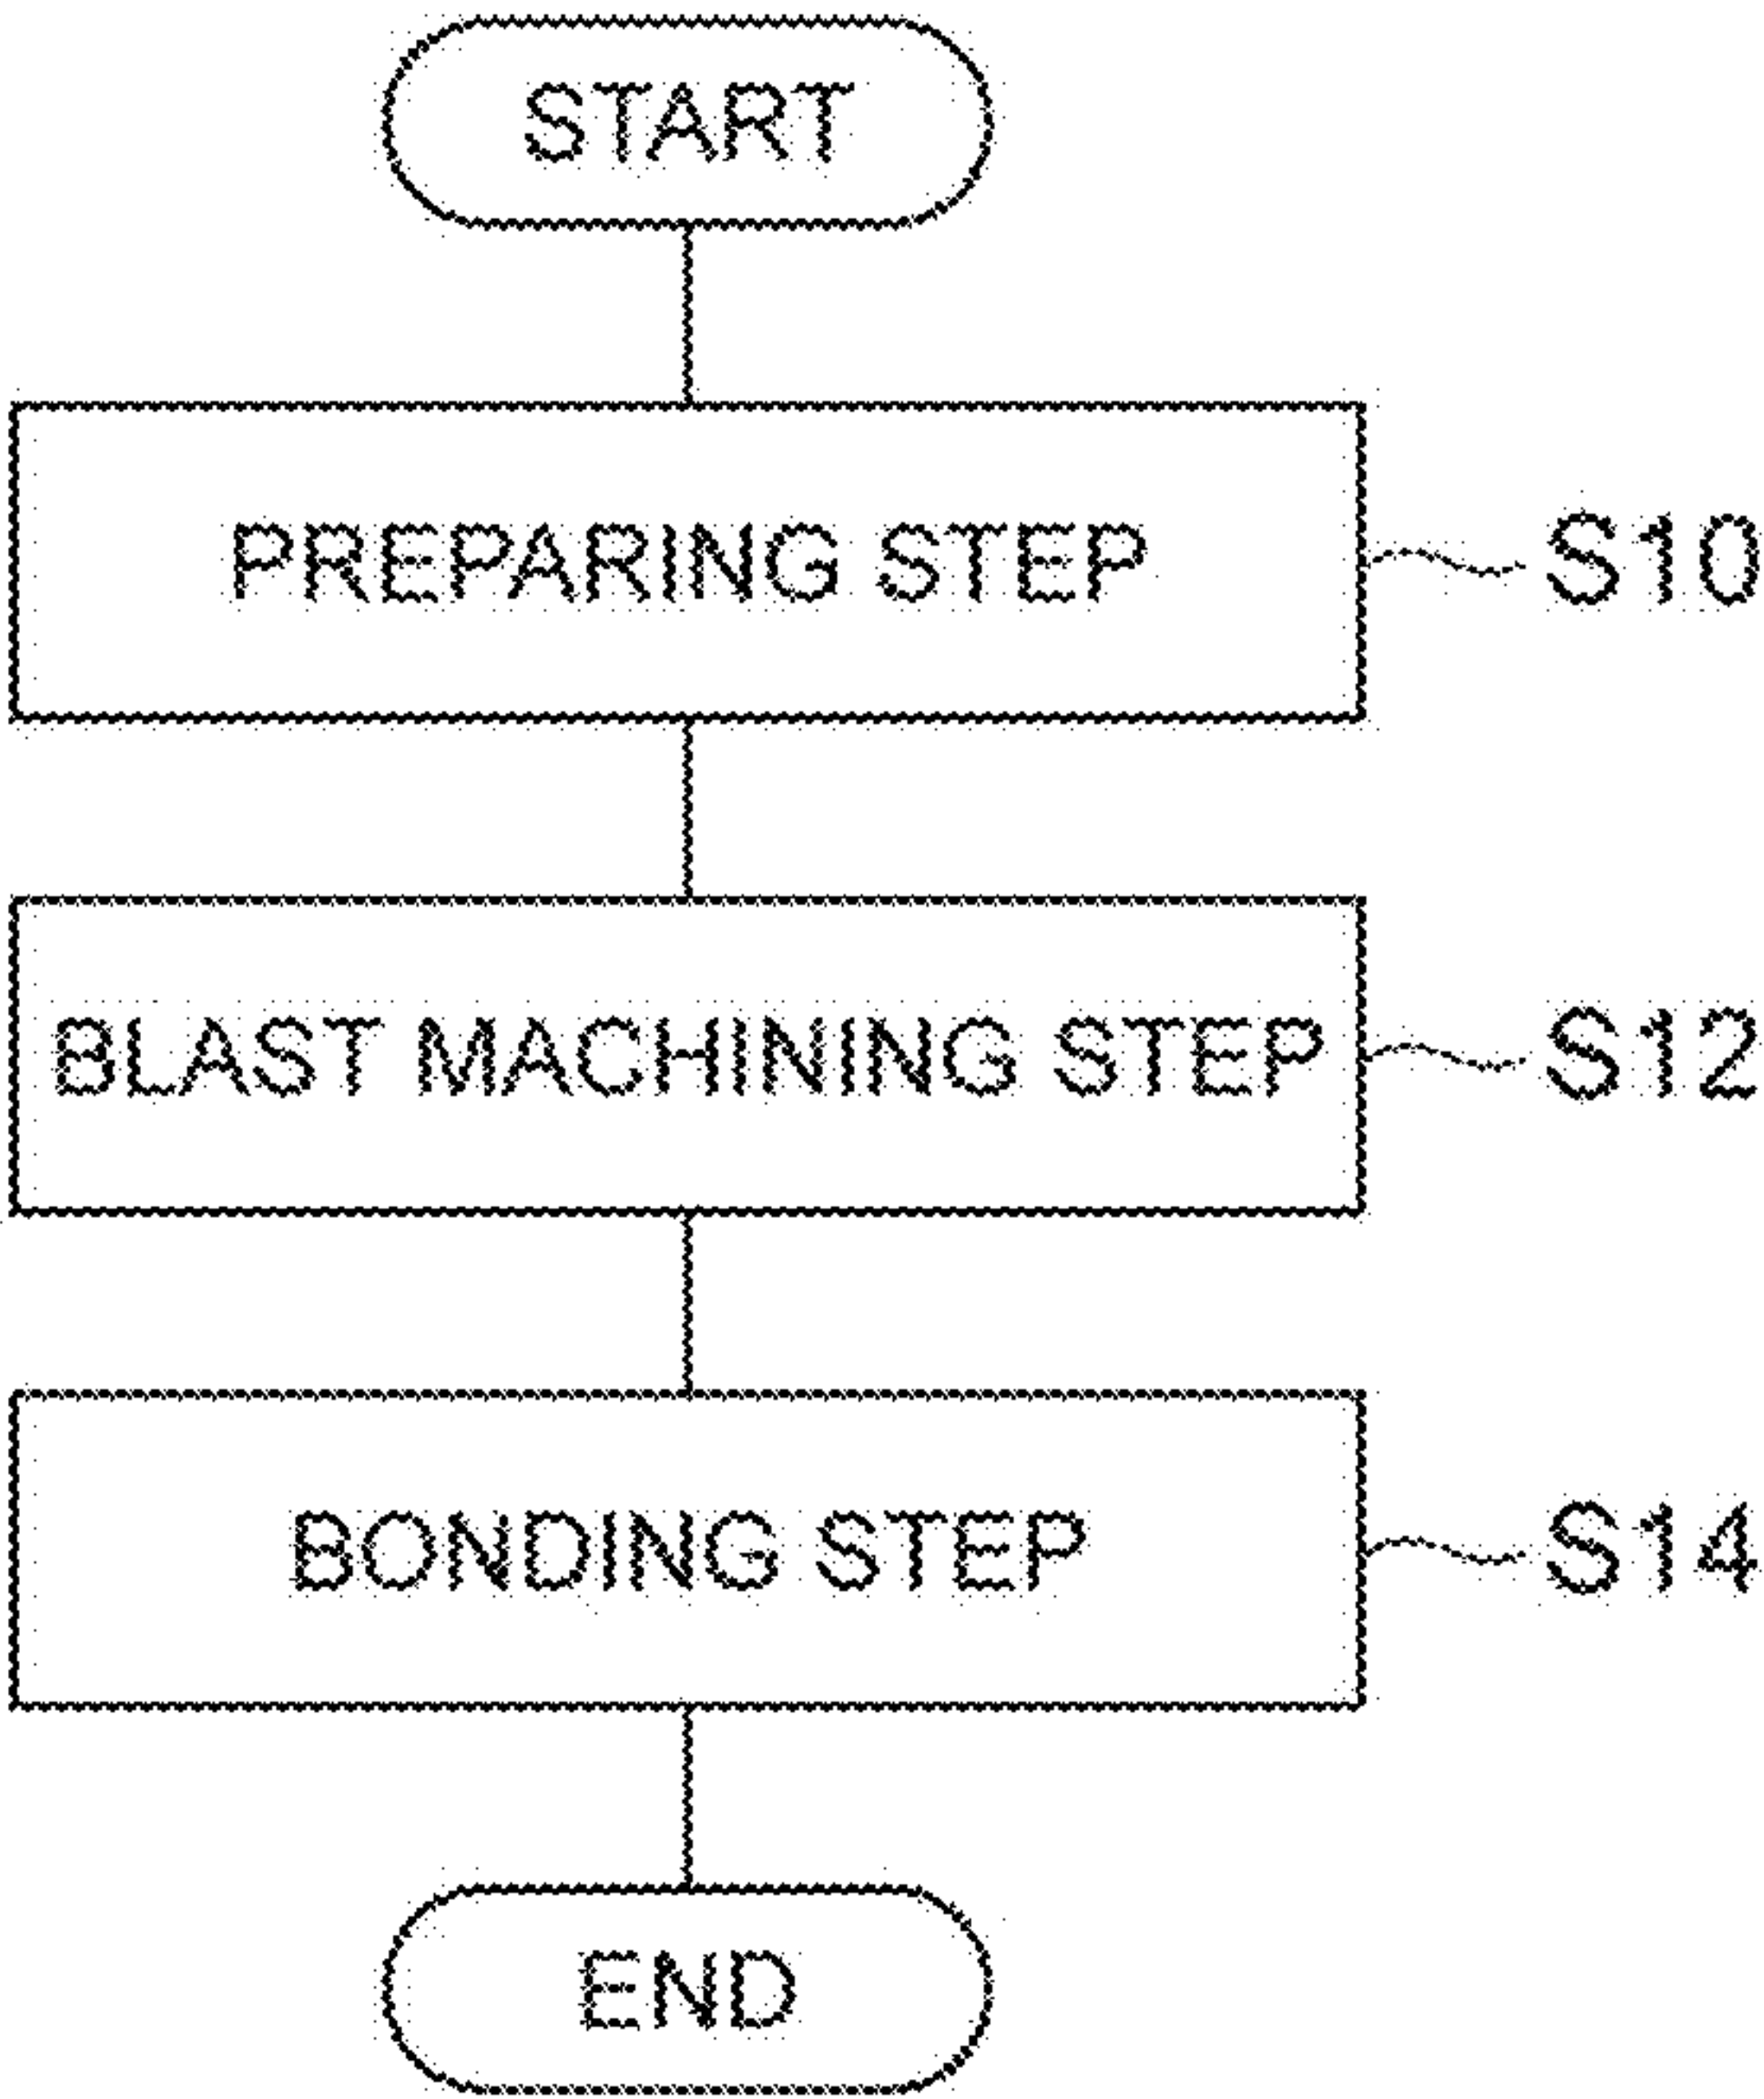 START
PREPARING STEP S10
BLAST MACHINING STEP S12
BONDING STEP S14
END